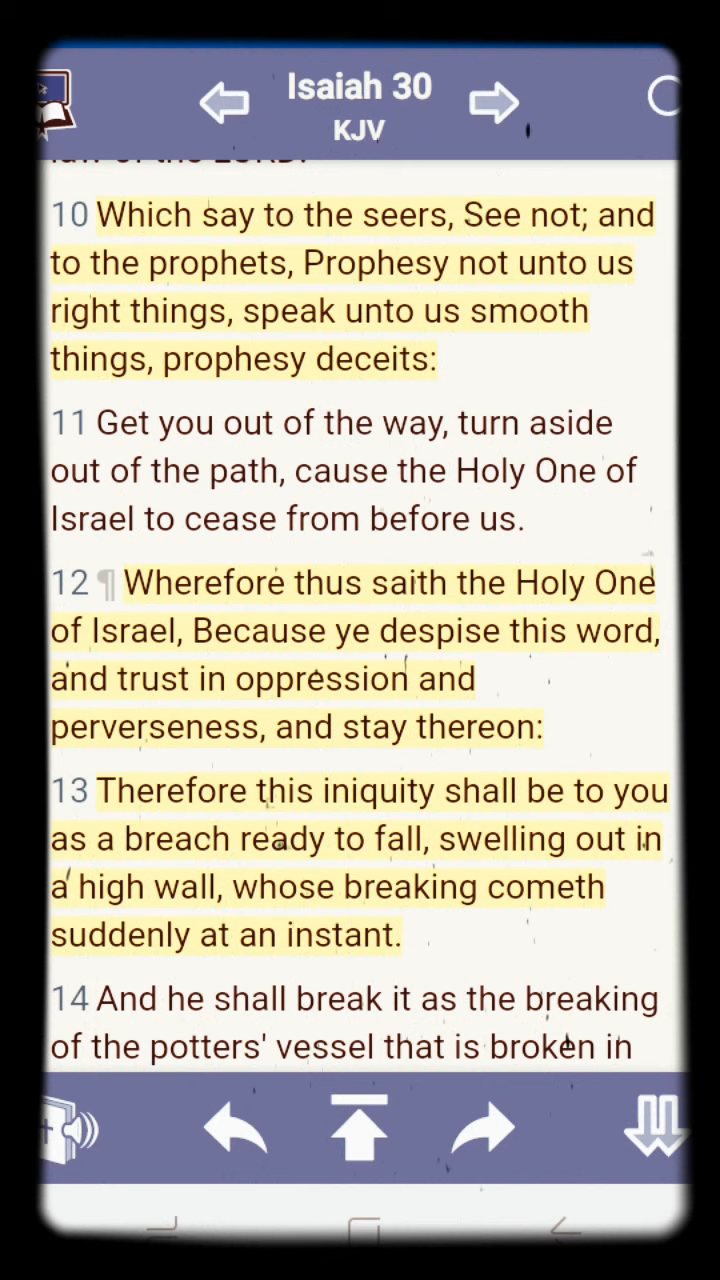 Isaiah 30
KJV
law of the LORD:
10 Which say to the seers, See not; and
to the prophets, Prophesy not unto us
right things, speak unto us smooth
things, prophesy deceits:
11 Get you out of the way, turn aside
out of the path, cause the Holy One of
Israel to cease from before us.
12 ¶ Wherefore thus saith the Holy One
of Israel, Because ye despise this word,
and trust in oppression and
perverseness, and stay thereon:
13 Therefore this iniquity shall be to you
as a breach ready to fall, swelling out in
a high wall, whose breaking cometh
suddenly at an instant.
14 And he shall break it as the breaking
of the potters' vessel that is broken in